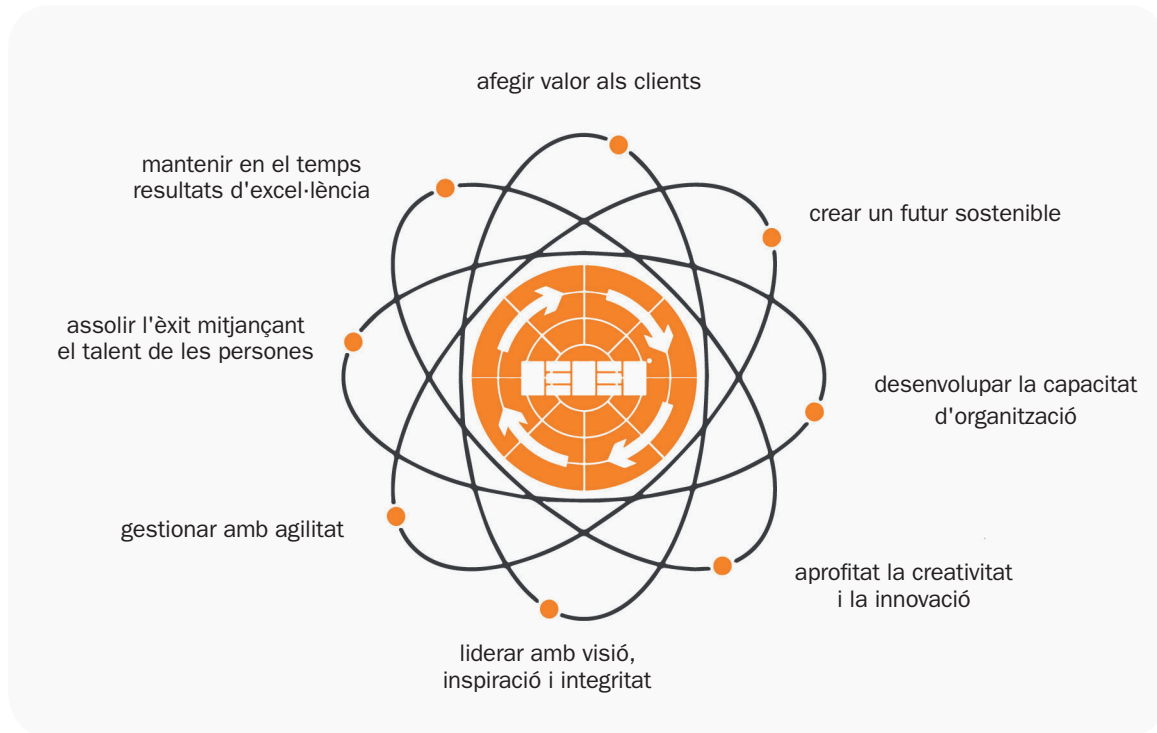 afegir valor als clients
mantenir en el temps
resultats d'excel·lència
crear un futur sostenible
assolir l'èxit mitjançant
el talent de les persones
desenvolupar la capacitat
d'organització
gestionar amb agilitat
aprofitat la creativitat
i la innovació
liderar amb visió,
inspiració i integritat